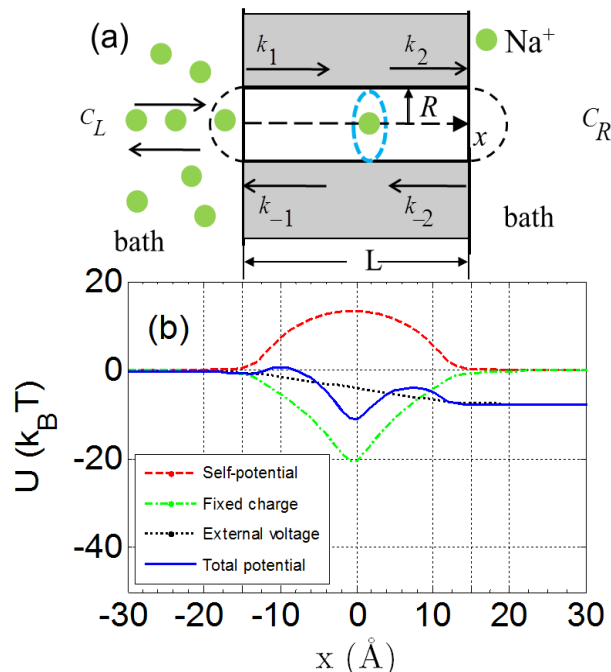 (a)
k1
k2
Na+
CL
R
x
CR
k-1
k-2
bath
bath
L
(b)
20
0
-20
-40
U (kBT)
Self-potential
Fixed charge
External voltage
Total potential
-30
-20
-10
0
10
20
30
x (Å)